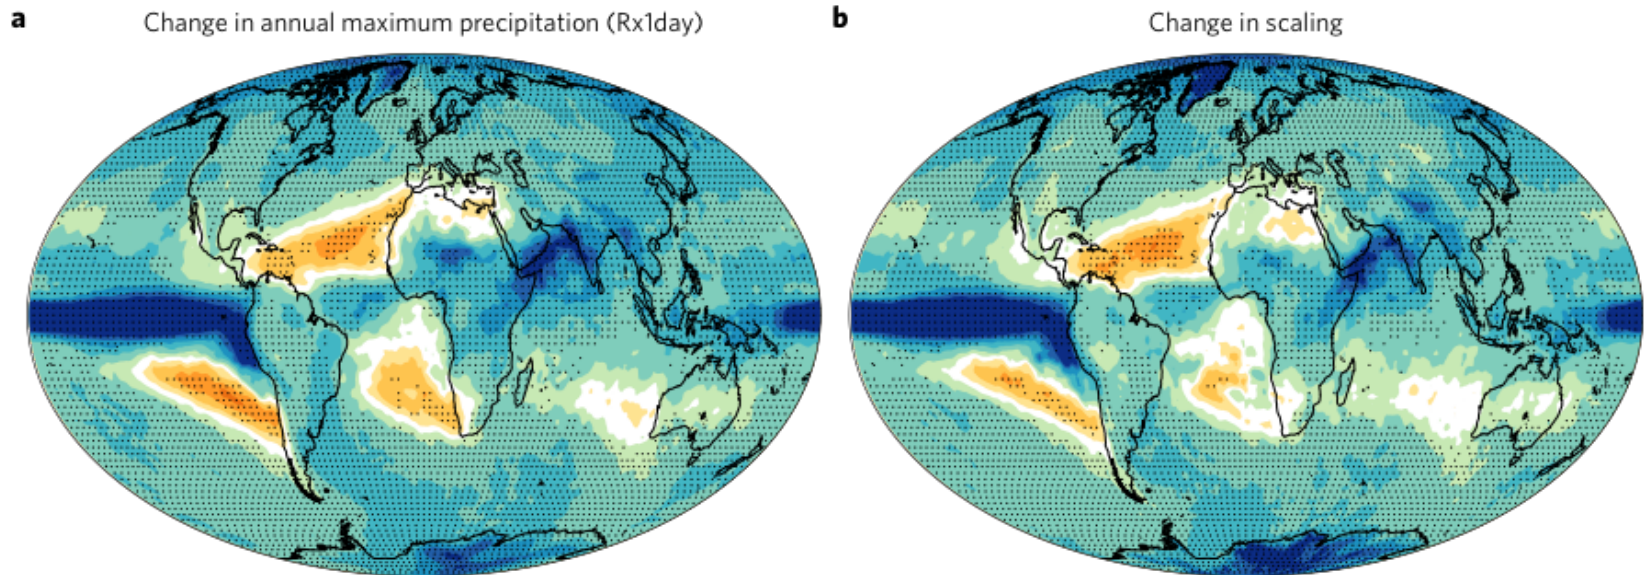 a
Change in annual maximum precipitation (Rx1day)
b
Change in scaling